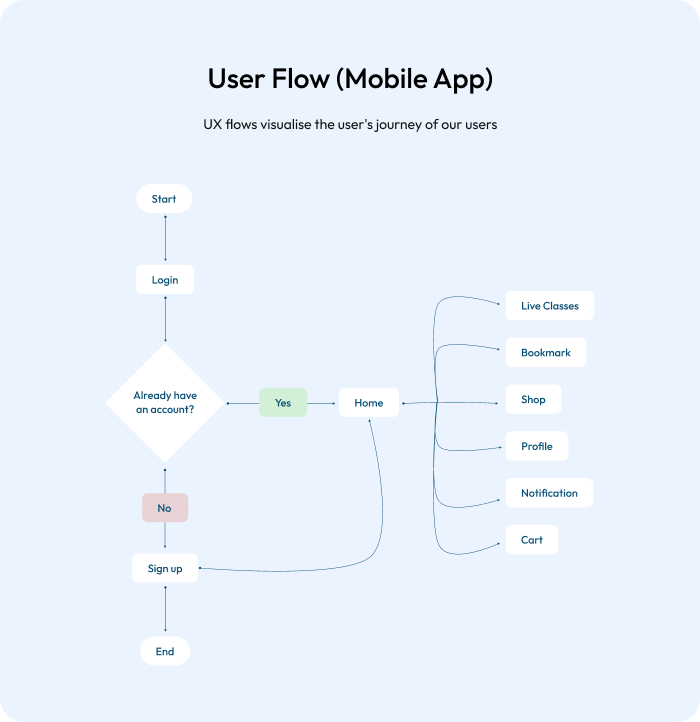 User Flow (Mobile App)
UX flows visualise the user's journey of our users
Start
Login
Already have
an account?
Yes
Home
No
Sign up
End
Live Classes
Bookmark
Shop
Profile
Notification
Cart